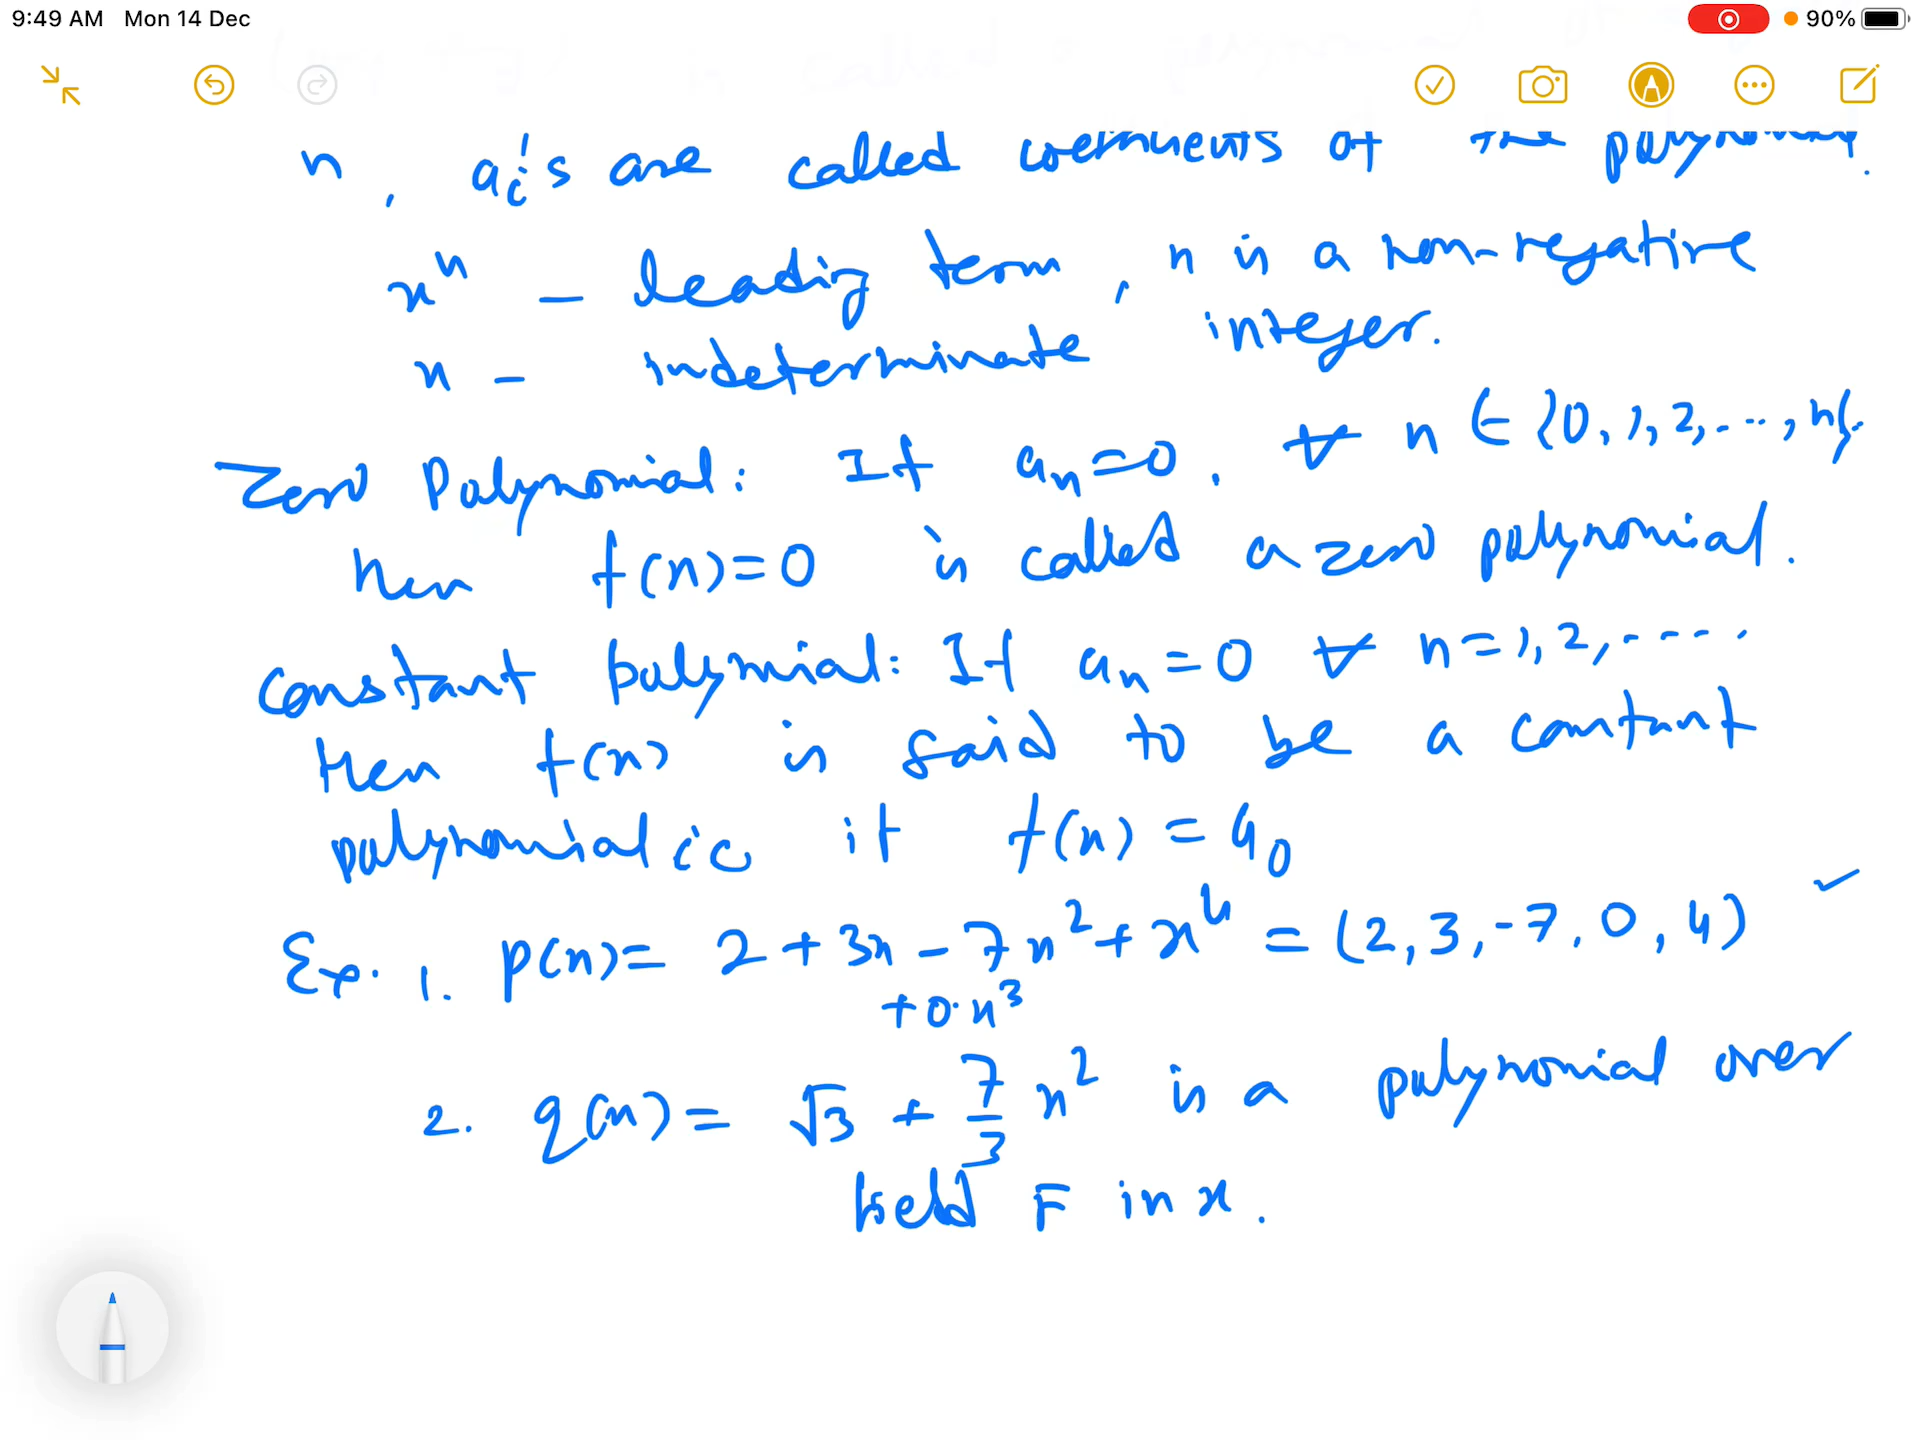 9:49 AM Mon 14 Dec 90%
n, aᵢ's are called coefficients of the polynomial.
xⁿ – leading term, n is a non-negative integer.
x – indeterminate
Zero Polynomial: If aₙ=0, ∀ n ∈ {0,1,2,...,n}.
then f(x)=0 is called a zero polynomial.
constant polymial: If aₙ=0 ∀ n=1,2,----
then f(x) is said to be a constant
polynomial ie if f(x) = a₀
Ex. 1. p(x)= 2+3x-7x²+x⁴ = (2,3,-7,0,4) ✓
+0·x³
2. q(x)= √3 + 7/3 x² is a polynomial over
field F in x.